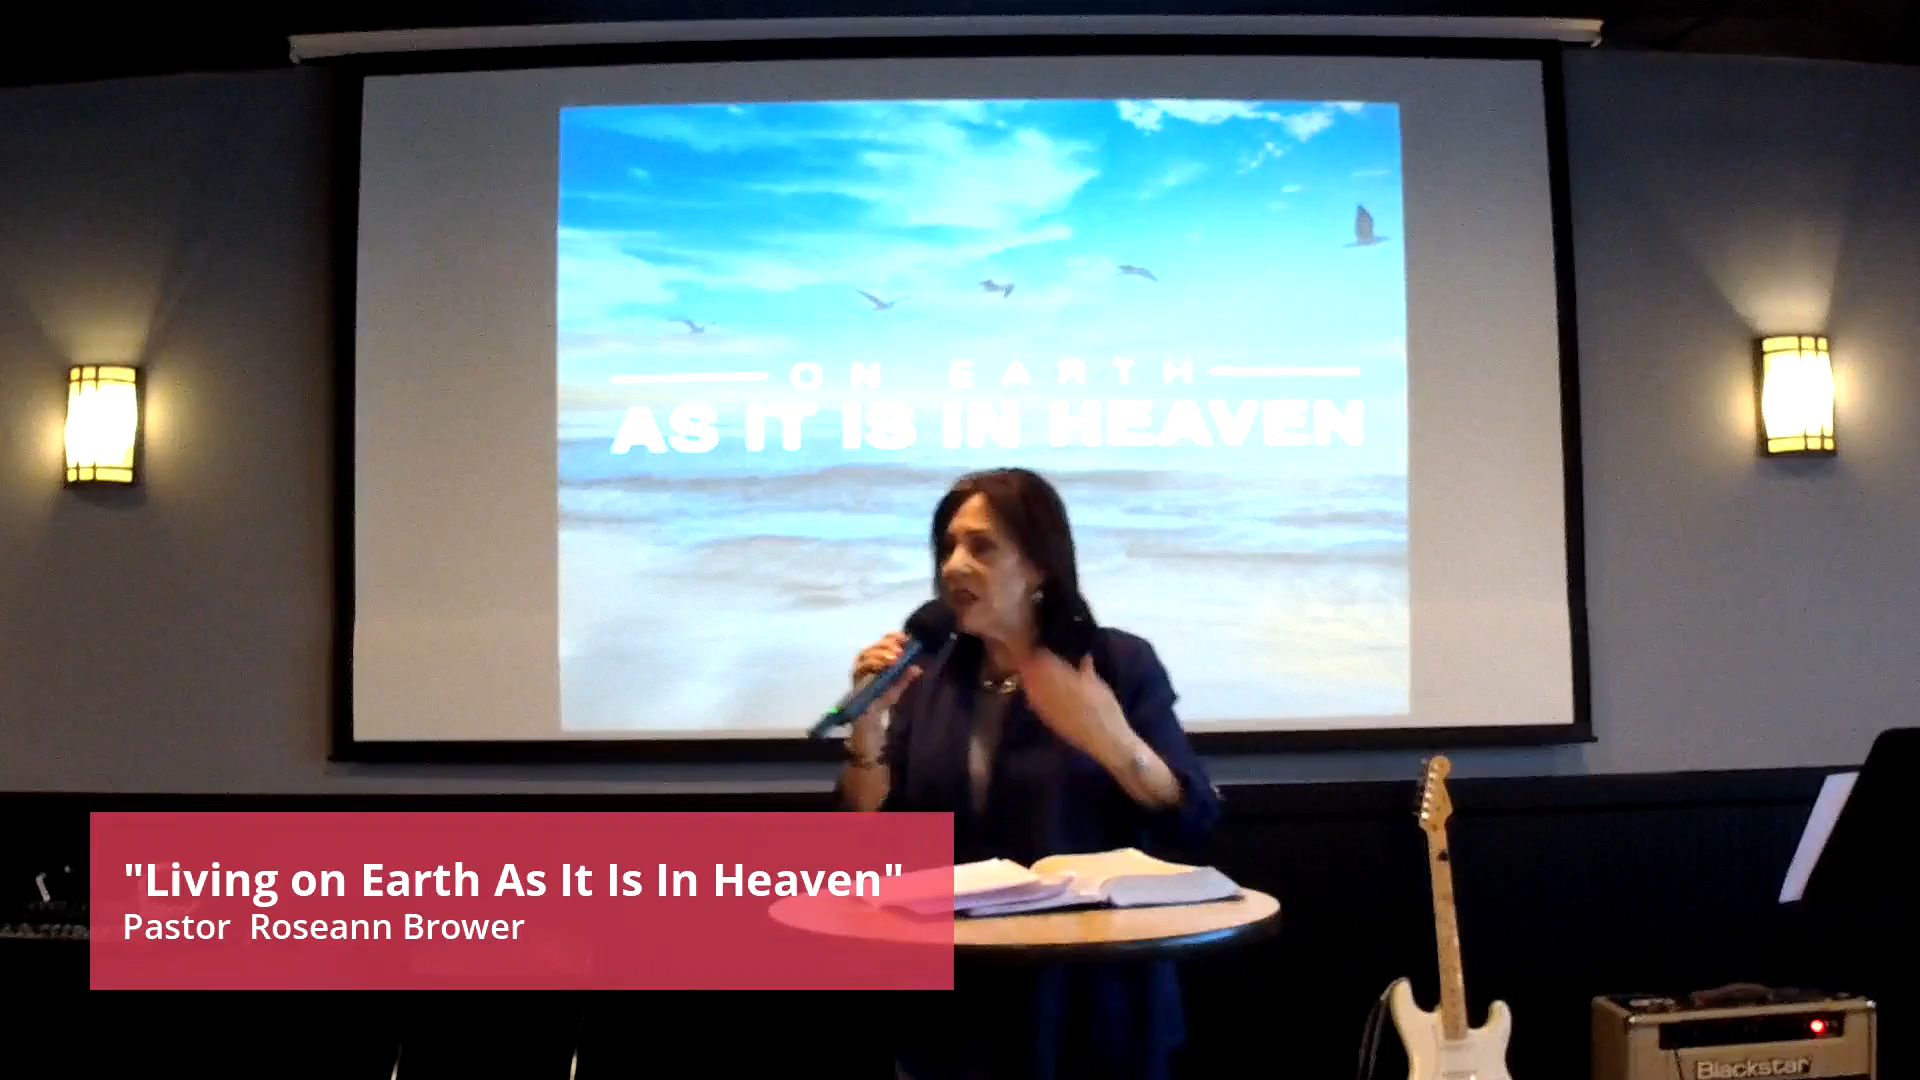 ON EARTH
AS IT IS IN HEAVEN
"Living on Earth As It Is In Heaven"
Pastor Roseann Brower
Blackstar